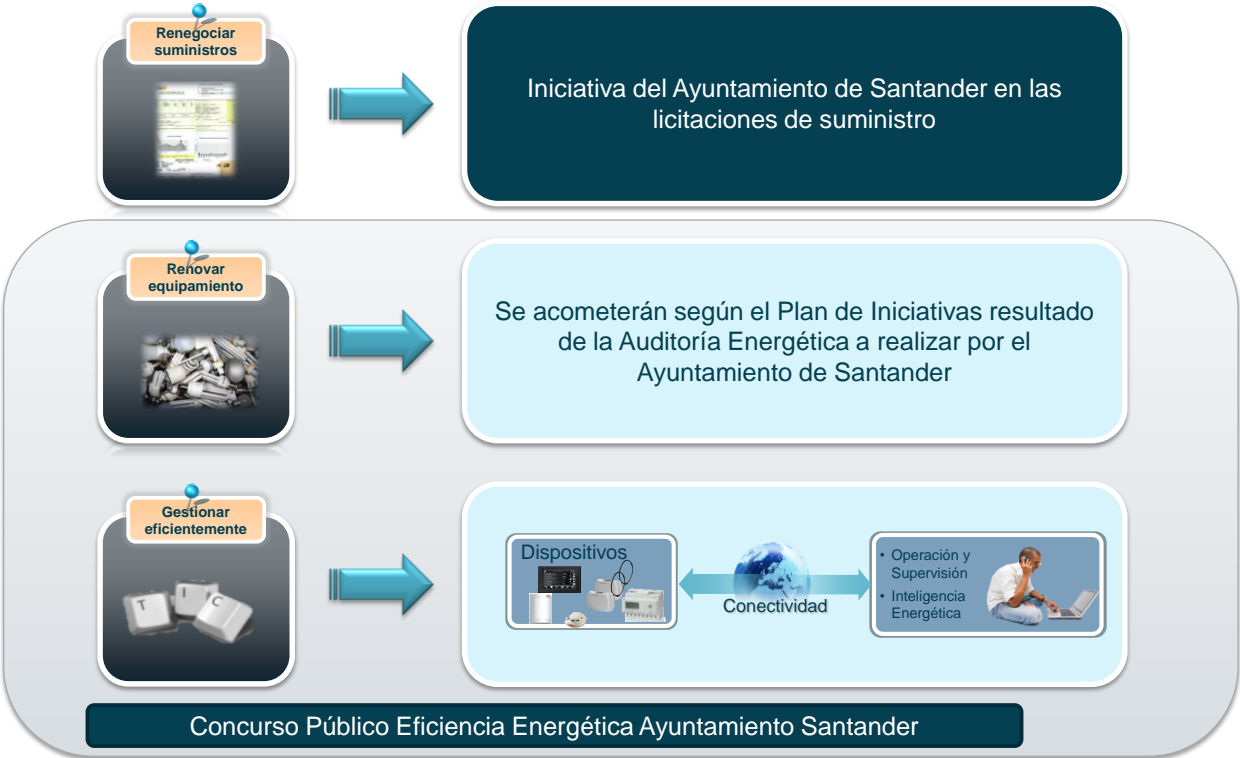 Renegociar
suministros
Iniciativa del Ayuntamiento de Santander en las
licitaciones de suministro
Renovar
equipamiento
Se acometerán según el Plan de Iniciativas resultado
de la Auditoría Energética a realizar por el
Ayuntamiento de Santander
Gestionar
eficientemente
T I C
Dispositivos
Conectividad
• Operación y
Supervisión
• Inteligencia
Energética
Concurso Público Eficiencia Energética Ayuntamiento Santander